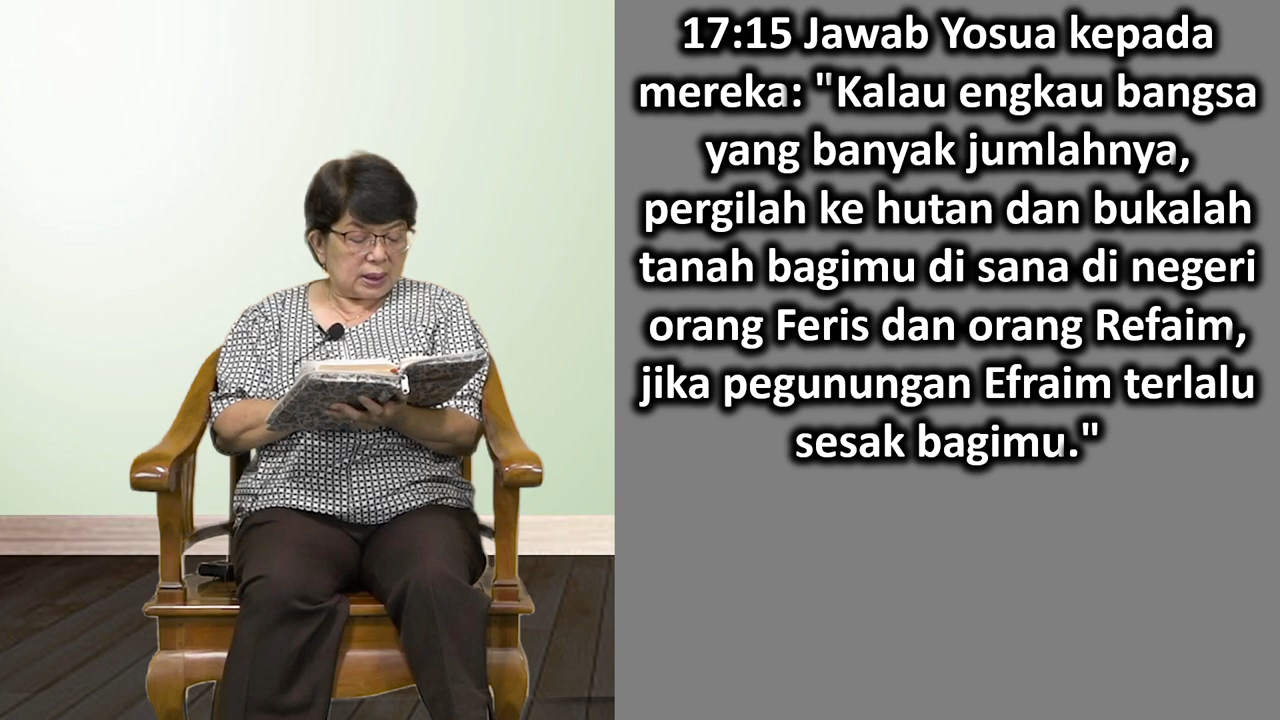 17:15 Jawab Yosua kepada
mereka: "Kalau engkau bangsa
yang banyak jumlahnya,
pergilah ke hutan dan bukalah
tanah bagimu di sana di negeri
orang Feris dan orang Refaim,
jika pegunungan Efraim terlalu
sesak bagimu."